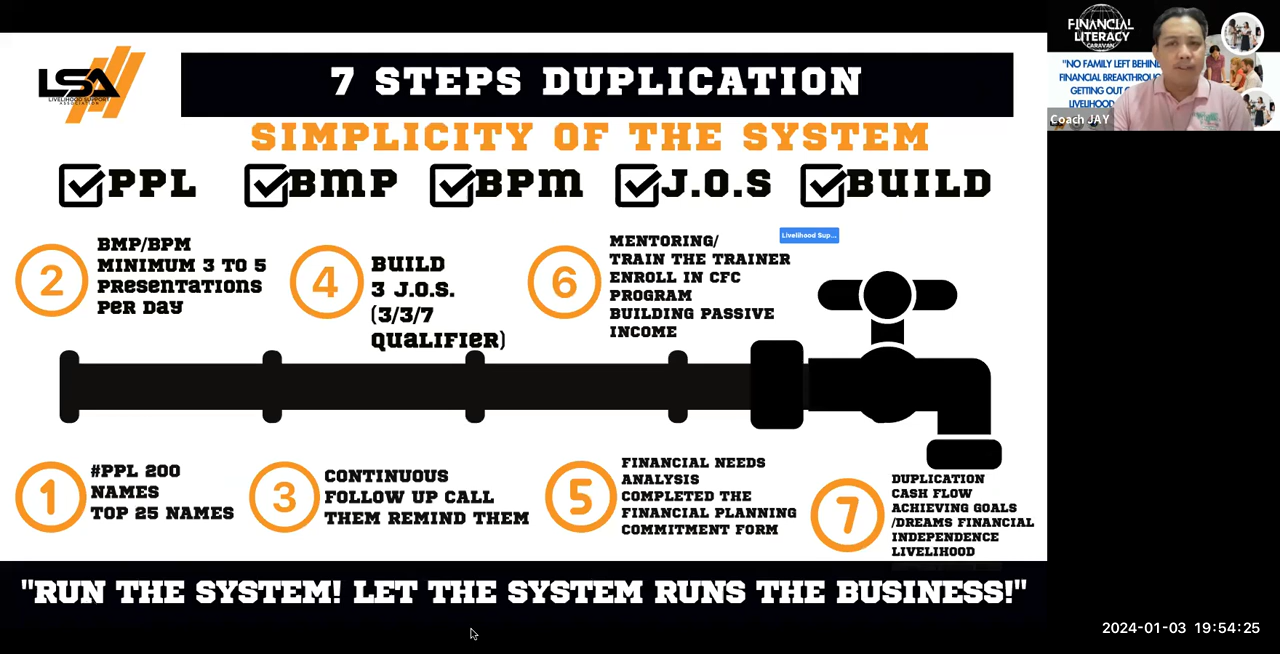 LSA
LIVELIHOOD SUPPORT
ASSOCIATION
7 STEPS DUPLICATION
SIMPLICITY OF THE SYSTEM
PPL
BMP
BPM
J.O.S
BUILD
2
BMP/BPM
MINIMUM 3 TO 5
PRESENTATIONS
PER DAY
4
BUILD
3 J.O.S.
(3/3/7
QUALIFIER)
6
MENTORING/
TRAIN THE TRAINER
ENROLL IN CFC
PROGRAM
BUILDING PASSIVE
INCOME
Livelihood Sup...
1
#PPL 200
NAMES
TOP 25 NAMES
3
CONTINUOUS
FOLLOW UP CALL
THEM REMIND THEM
5
FINANCIAL NEEDS
ANALYSIS
COMPLETED THE
FINANCIAL PLANNING
COMMITMENT FORM
7
DUPLICATION
CASH FLOW
ACHIEVING GOALS
/DREAMS FINANCIAL
INDEPENDENCE
LIVELIHOOD
"RUN THE SYSTEM! LET THE SYSTEM RUNS THE BUSINESS!"
FINANCIAL
LITERACY
CARAVAN
"NO FAMILY LEFT BEHIN
FINANCIAL BREAKTHROU
GETTING OUT
LIVELIHOOD
Coach JAY
2024-01-03 19:54:25